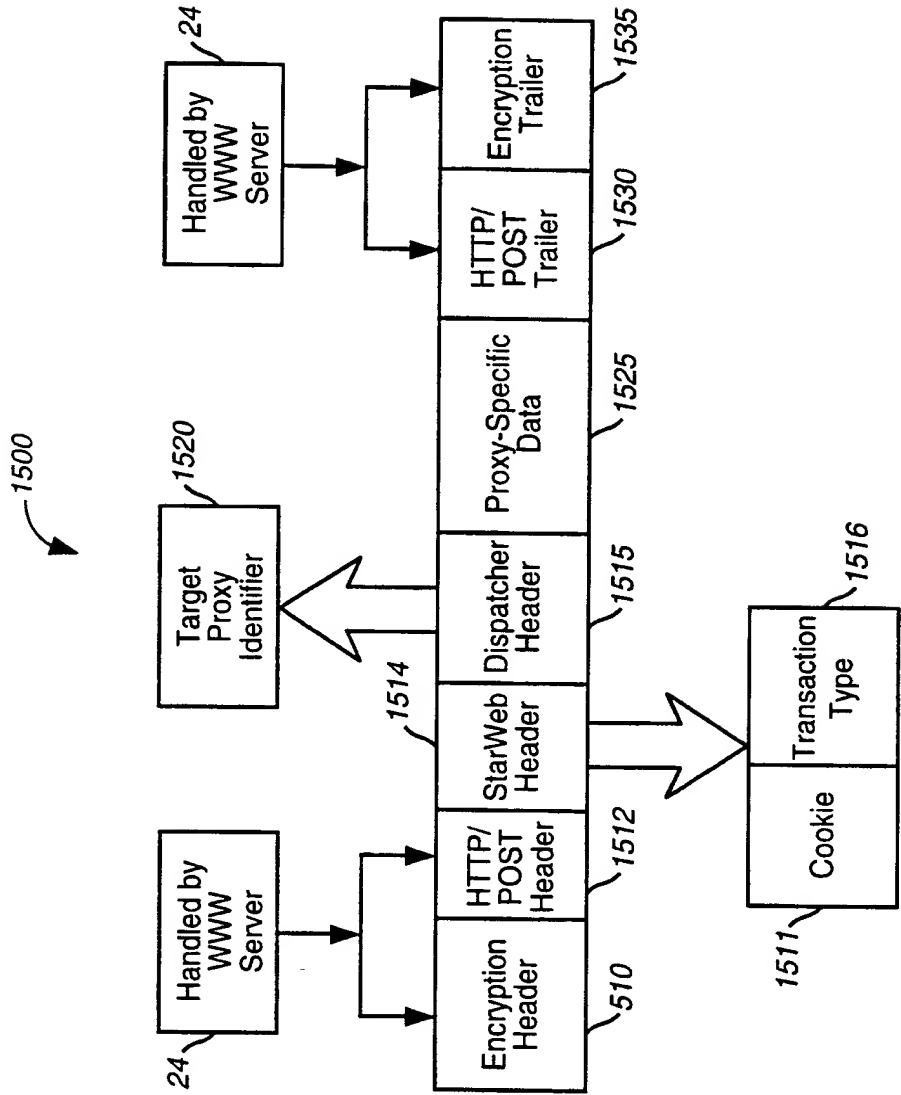 1500
24
Handled by
WWW
Server
1520
Target
Proxy
Identifier
24
Handled by
WWW
Server
Encryption
Header
510
HTTP/
POST
Header
1512
StarWeb
Header
1514
Dispatcher
Header
1515
Proxy-Specific
Data
1525
HTTP/
POST
Trailer
1530
Encryption
Trailer
1535
Cookie
1511
Transaction
Type
1516